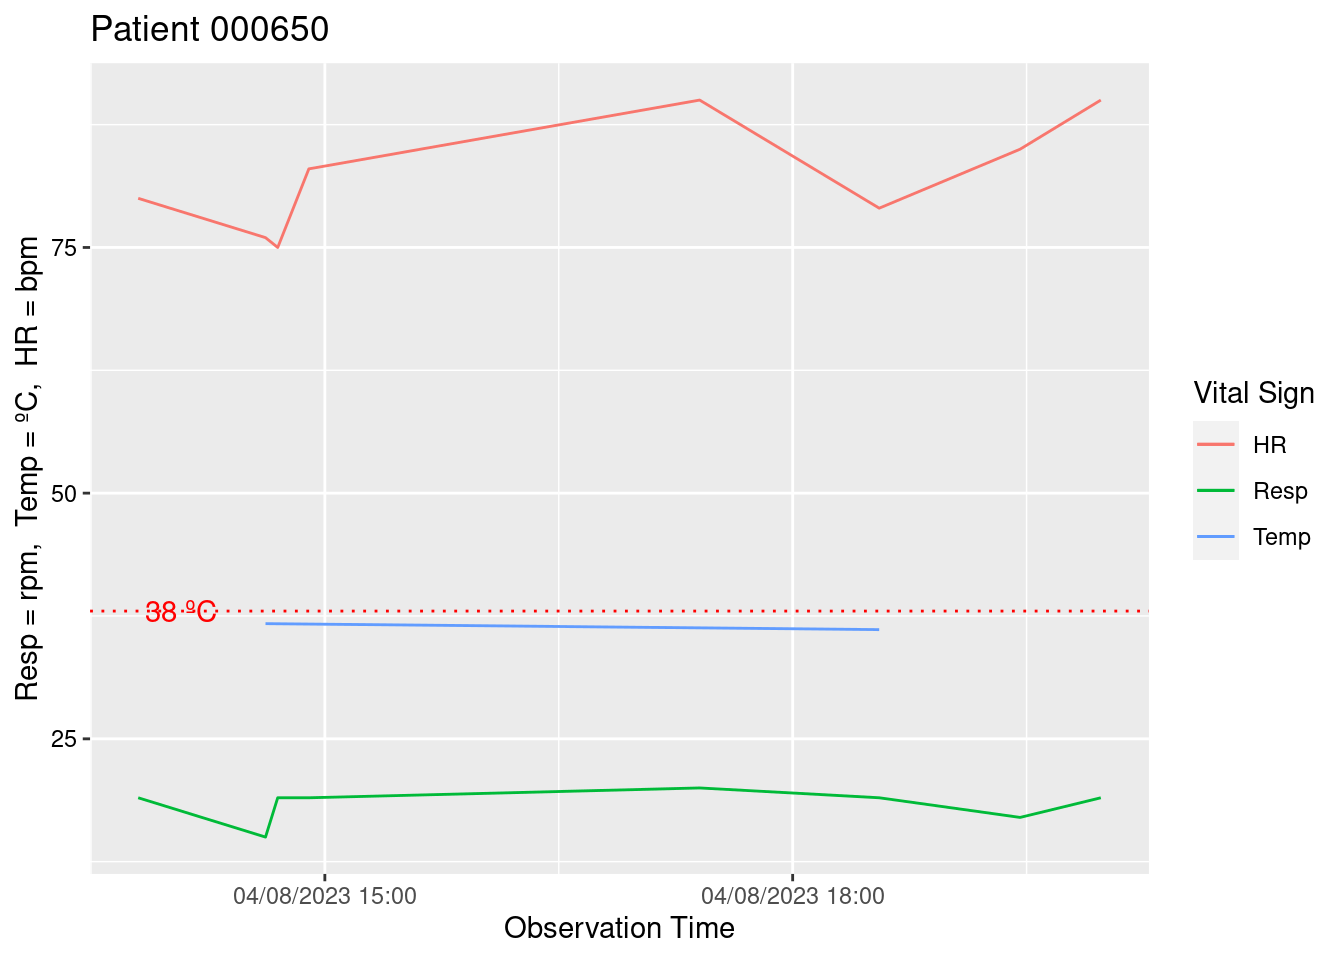 Patient 000650
Resp = rpm,  Temp = ºC,  HR = bpm
75
50
25
38 ºC
04/08/2023 15:00
04/08/2023 18:00
Observation Time
Vital Sign
HR
Resp
Temp